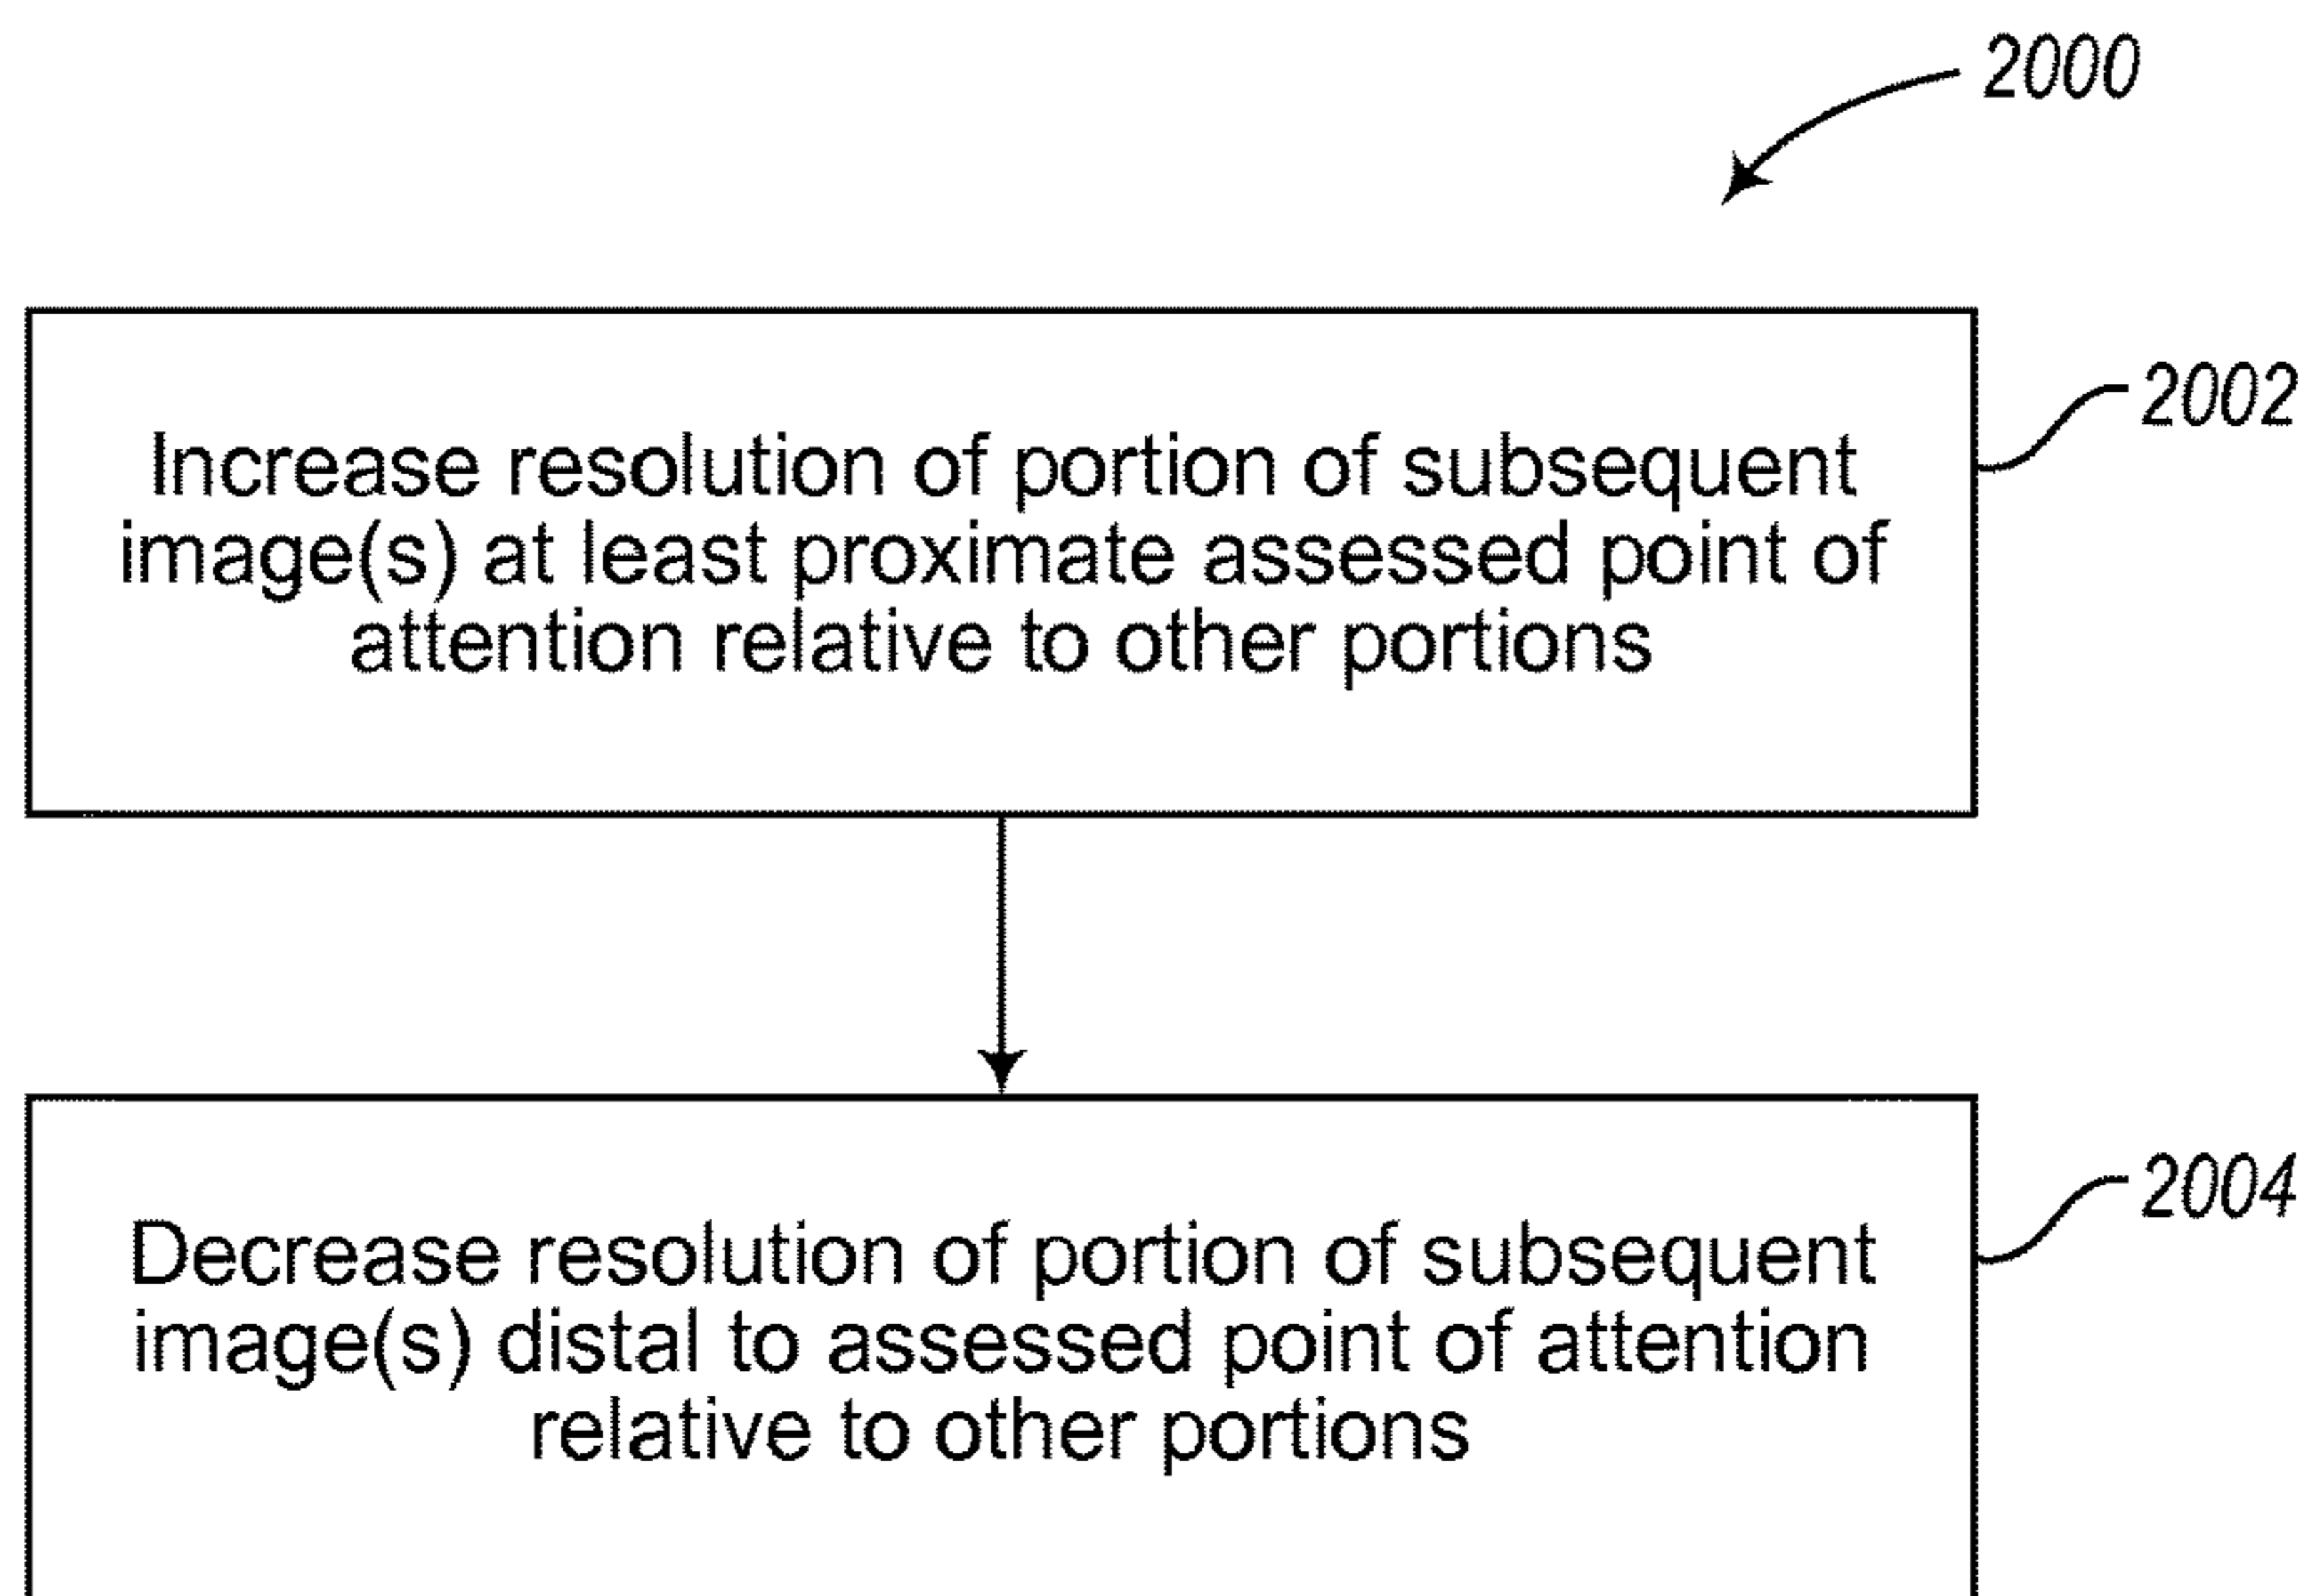 2000
2002
Increase resolution of portion of subsequent
image(s) at least proximate assessed point of
attention relative to other portions
2004
Decrease resolution of portion of subsequent
image(s) distal to assessed point of attention
relative to other portions